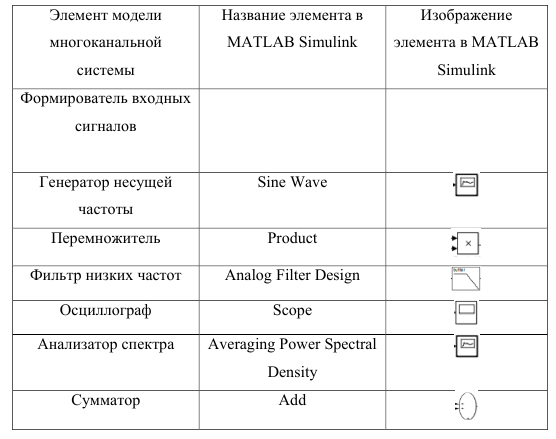 Элемент модели
многоканальной
системы
Название элемента в
MATLAB Simulink
Изображение
элемента в MATLAB
Simulink
Формирователь входных
сигналов
Генератор несущей
частоты
Sine Wave
Перемножитель
Product
×
Фильтр низких частот
Analog Filter Design
butter
Осциллограф
Scope
Анализатор спектра
Averaging Power Spectral
Density
Сумматор
Add